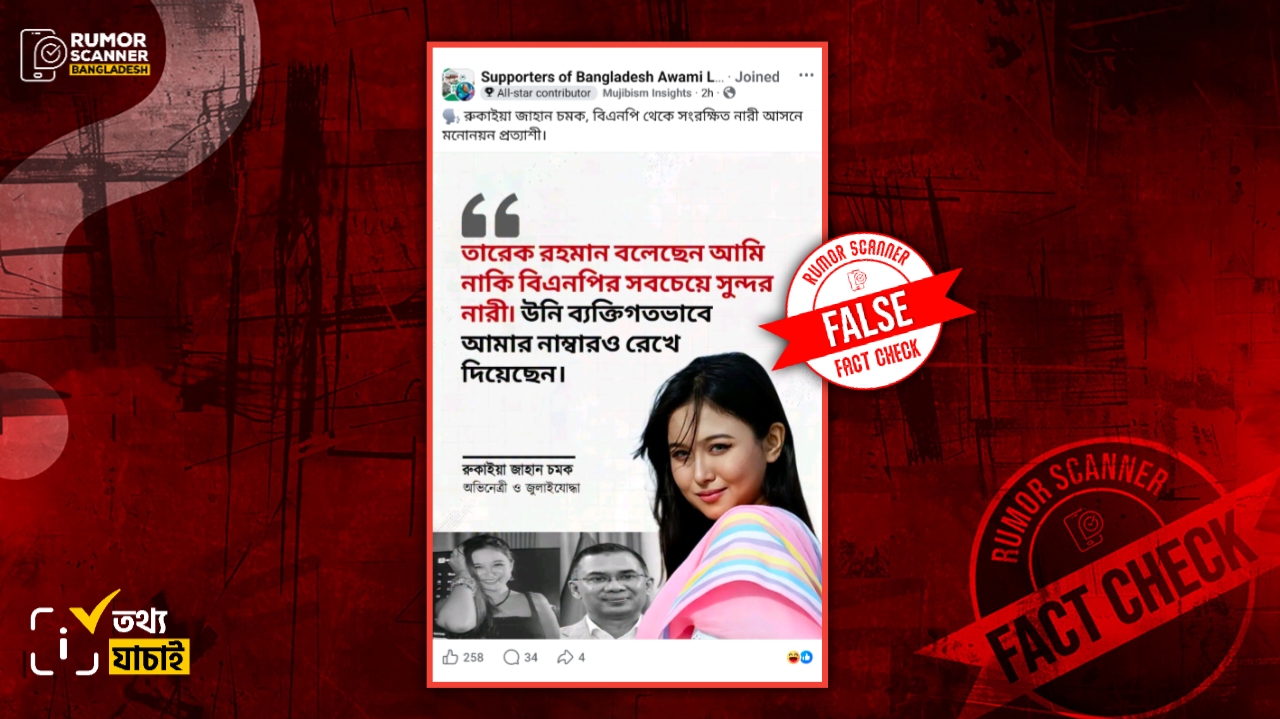 RUMOR
SCANNER
BANGLADESH
Supporters of Bangladesh Awami L... · Joined
All-star contributor Mujibism Insights · 2h ·
রুকাইয়া জাহান চমক, বিএনপি থেকে সংরক্ষিত নারী আসনে
মনোনয়ন প্রত্যাশী।
তারেক রহমান বলেছেন আমি
নাকি বিএনপির সবচেয়ে সুন্দর
নারী। উনি ব্যক্তিগতভাবে
আমার নাম্বারও রেখে
দিয়েছেন।
রুকাইয়া জাহান চমক
অভিনেত্রী ও জুলাইযোদ্ধা
258 34 4
RUMOR SCANNER
FALSE
FACT CHECK
RUMOR SCANNER
FACT CHECK
তথ্য
যাচাই